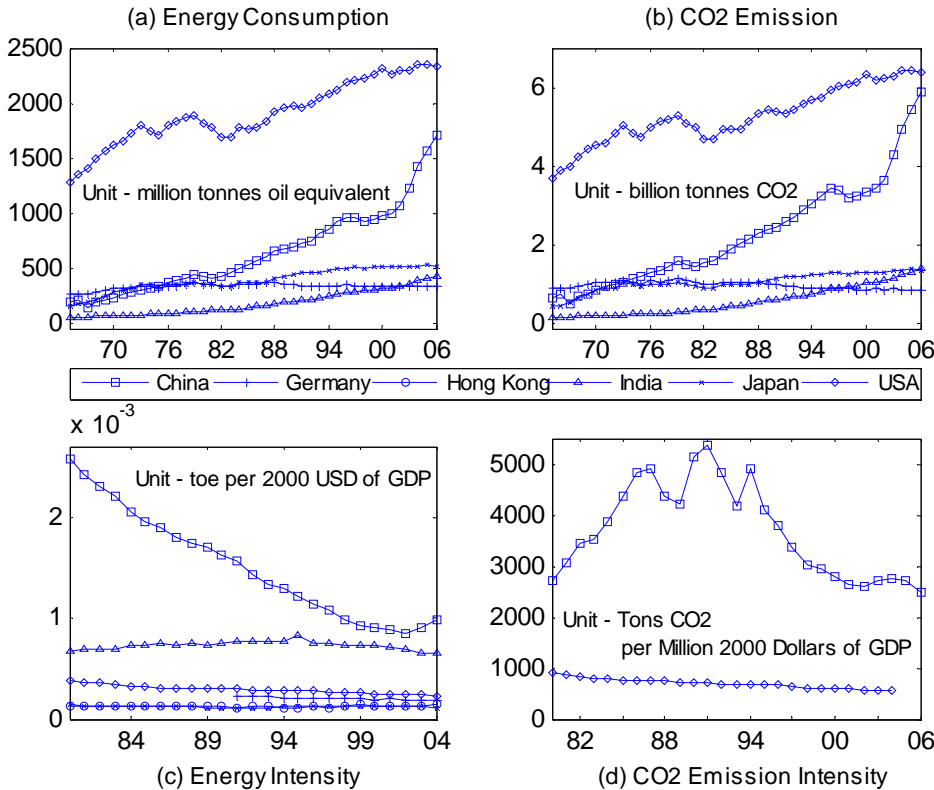 (a) Energy Consumption
(b) CO2 Emission
2500
2000
1500
1000
500
0
Unit - million tonnes oil equivalent
70 76 82 88 94 00 06
6
4
2
0
Unit - billion tonnes CO2
70 76 82 88 94 00 06
China Germany Hong Kong India Japan USA
x 10^-3
2
1
0
Unit - toe per 2000 USD of GDP
84 89 94 99 04
(c) Energy Intensity
5000
4000
3000
2000
1000
0
Unit - Tons CO2
per Million 2000 Dollars of GDP
82 88 94 00 06
(d) CO2 Emission Intensity